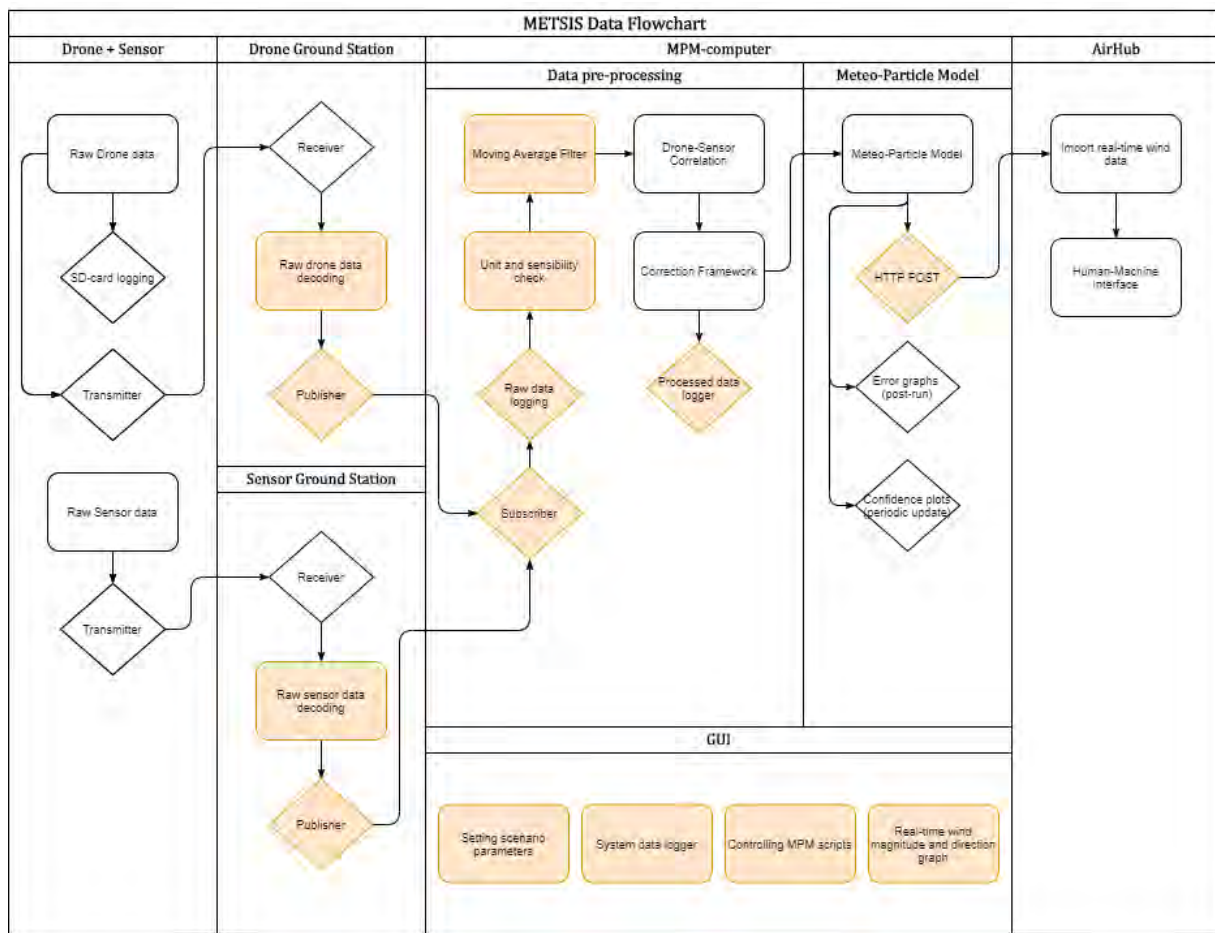 METSIS Data Flowchart
Drone + Sensor
Drone Ground Station
MPM-computer
AirHub
Data pre-processing
Meteo-Particle Model
Raw Drone data
SD-card logging
Transmitter
Raw Sensor data
Transmitter
Receiver
Raw drone data
decoding
Publisher
Sensor Ground Station
Receiver
Raw sensor data
decoding
Publisher
Moving Average Filter
Unit and sensibility
check
Raw data
logging
Subscriber
Drone-Sensor
Correlation
Correction Framework
Processed data
logger
Meteo-Particle Model
HTTP POST
Error graphs
(post-run)
Confidence plots
(periodic update)
Import real-time wind
data
Human-Machine
interface
GUI
Setting scenario
parameters
System data logger
Controlling MPM scripts
Real-time wind
magnitude and direction
graph